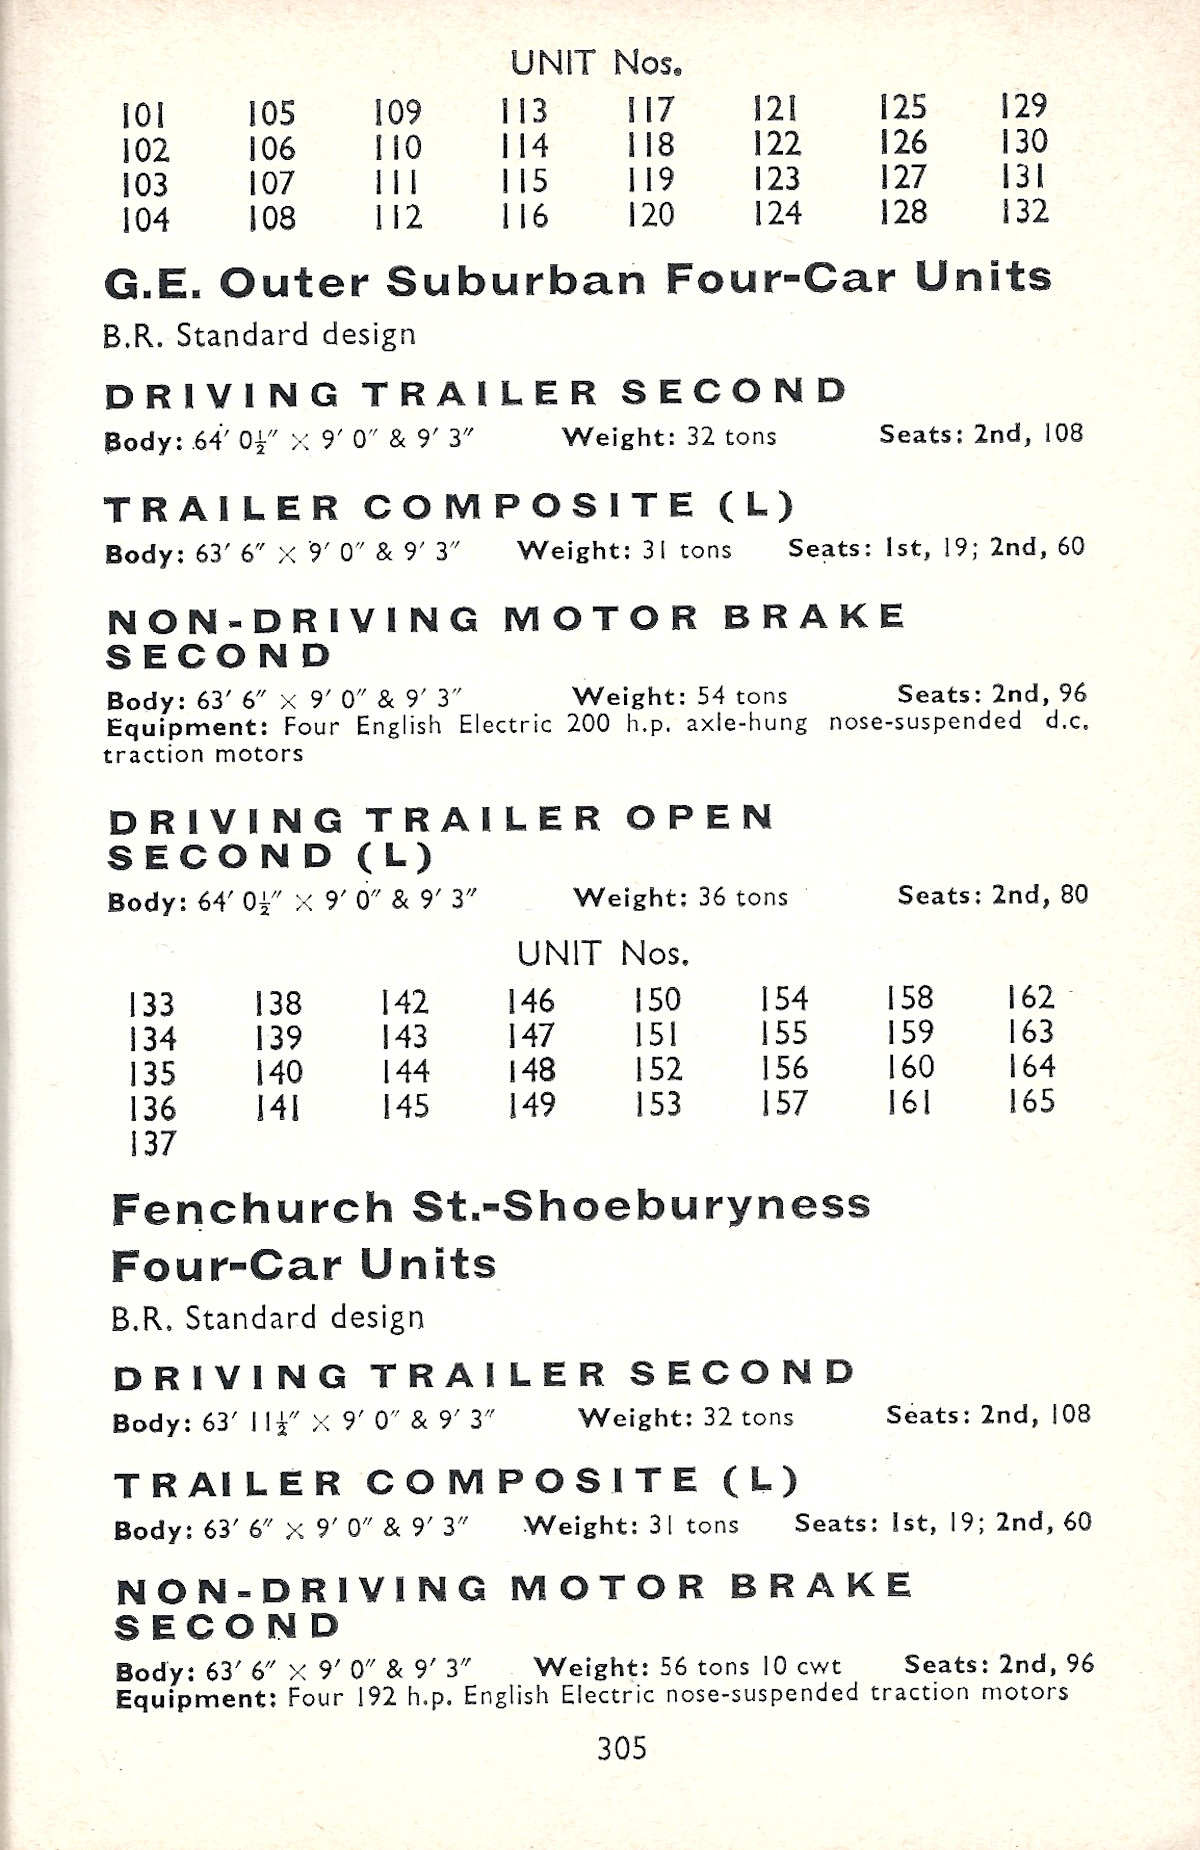 UNIT Nos.
101 105 109 113 117 121 125 129
102 106 110 114 118 122 126 130
103 107 111 115 119 123 127 131
104 108 112 116 120 124 128 132
G.E. Outer Suburban Four-Car Units
B.R. Standard design
DRIVING TRAILER SECOND
Body: 64′ 0½″ × 9′ 0″ & 9′ 3″ Weight: 32 tons Seats: 2nd, 108
TRAILER COMPOSITE (L)
Body: 63′ 6″ × 9′ 0″ & 9′ 3″ Weight: 31 tons Seats: 1st, 19; 2nd, 60
NON-DRIVING MOTOR BRAKE
SECOND
Body: 63′ 6″ × 9′ 0″ & 9′ 3″ Weight: 54 tons Seats: 2nd, 96
Equipment: Four English Electric 200 h.p. axle-hung nose-suspended d.c.
traction motors
DRIVING TRAILER OPEN
SECOND (L)
Body: 64′ 0½″ × 9′ 0″ & 9′ 3″ Weight: 36 tons Seats: 2nd, 80
UNIT Nos.
133 138 142 146 150 154 158 162
134 139 143 147 151 155 159 163
135 140 144 148 152 156 160 164
136 141 145 149 153 157 161 165
137
Fenchurch St.-Shoeburyness
Four-Car Units
B.R. Standard design
DRIVING TRAILER SECOND
Body: 63′ 11½″ × 9′ 0″ & 9′ 3″ Weight: 32 tons Seats: 2nd, 108
TRAILER COMPOSITE (L)
Body: 63′ 6″ × 9′ 0″ & 9′ 3″ Weight: 31 tons Seats: 1st, 19; 2nd, 60
NON-DRIVING MOTOR BRAKE
SECOND
Body: 63′ 6″ × 9′ 0″ & 9′ 3″ Weight: 56 tons 10 cwt Seats: 2nd, 96
Equipment: Four 192 h.p. English Electric nose-suspended traction motors
305